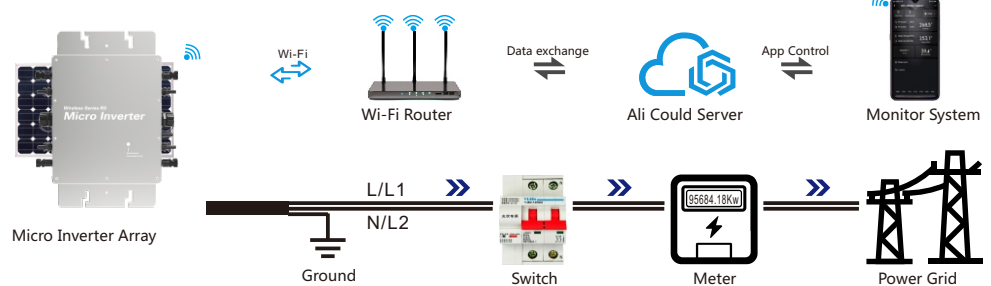 Wi-Fi
Data exchange
App Control
Micro Inverter
Wi-Fi Router
Ali Could Server
Monitor System
L/L1
N/L2
95684.18Kw
Micro Inverter Array
Ground
Switch
Meter
Power Grid